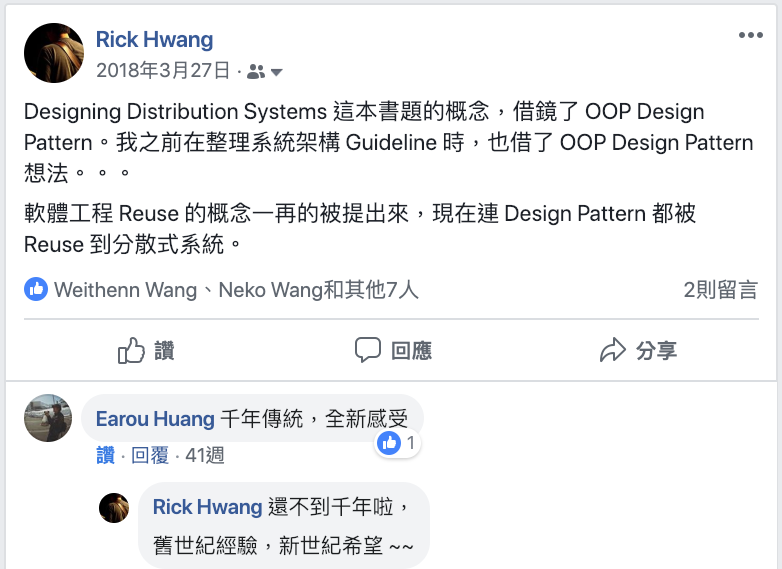 Rick Hwang
2018年3月27日 ·
Designing Distribution Systems 這本書題的概念，借鏡了 OOP Design
Pattern。我之前在整理系統架構 Guideline 時，也借了 OOP Design Pattern
想法。。。
軟體工程 Reuse 的概念一再的被提出來，現在連 Design Pattern 都被
Reuse 到分散式系統。
Weithenn Wang、Neko Wang和其他7人 2則留言
讚 回應 分享
Earou Huang 千年傳統，全新感受
1
讚 · 回覆 · 41週
Rick Hwang 還不到千年啦，
舊世紀經驗，新世紀希望 ~~